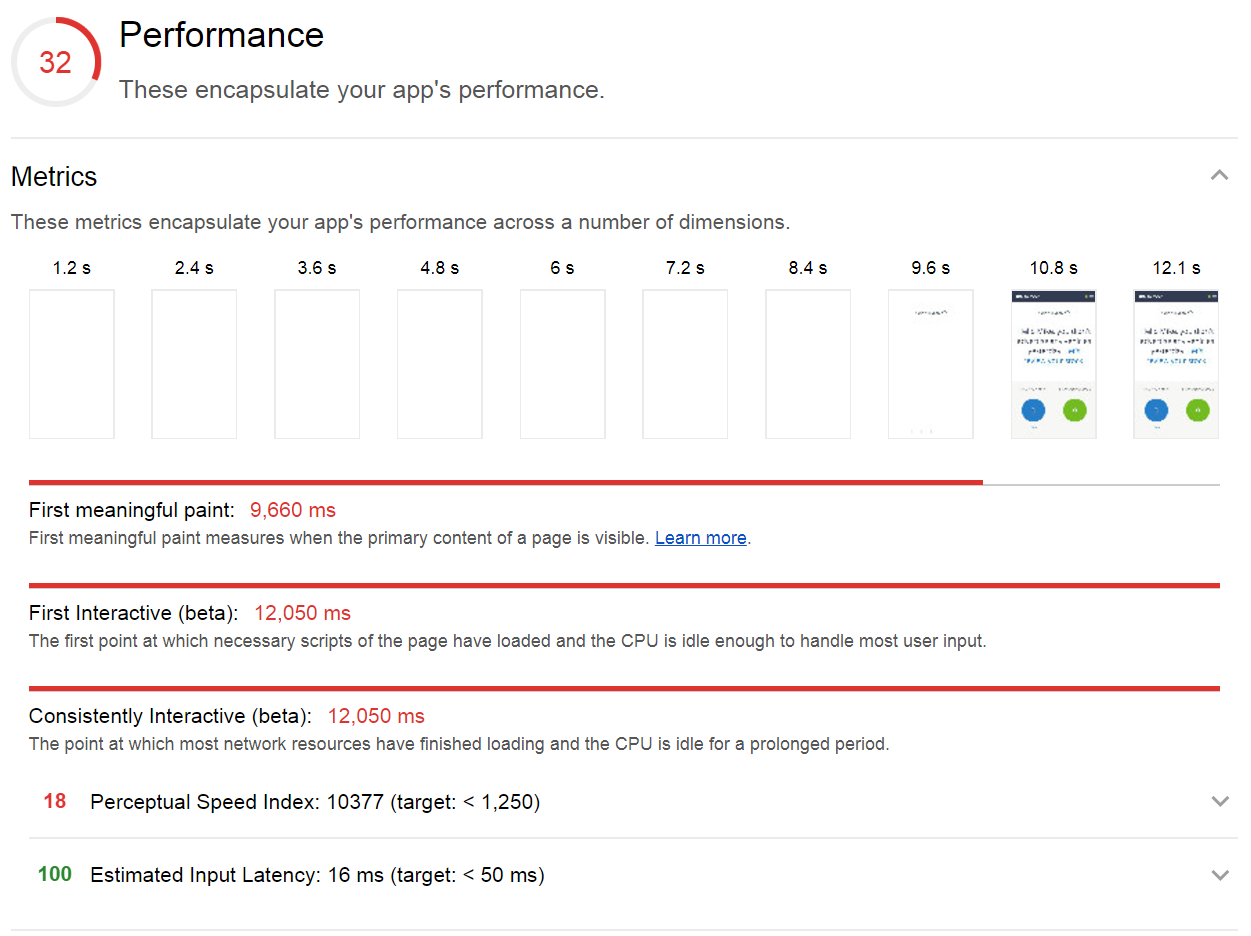 32
Performance
These encapsulate your app's performance.
Metrics
These metrics encapsulate your app's performance across a number of dimensions.
1.2 s 2.4 s 3.6 s 4.8 s 6 s 7.2 s 8.4 s 9.6 s 10.8 s 12.1 s
First meaningful paint: 9,660 ms
First meaningful paint measures when the primary content of a page is visible. Learn more.
First Interactive (beta): 12,050 ms
The first point at which necessary scripts of the page have loaded and the CPU is idle enough to handle most user input.
Consistently Interactive (beta): 12,050 ms
The point at which most network resources have finished loading and the CPU is idle for a prolonged period.
18 Perceptual Speed Index: 10377 (target: < 1,250)
100 Estimated Input Latency: 16 ms (target: < 50 ms)